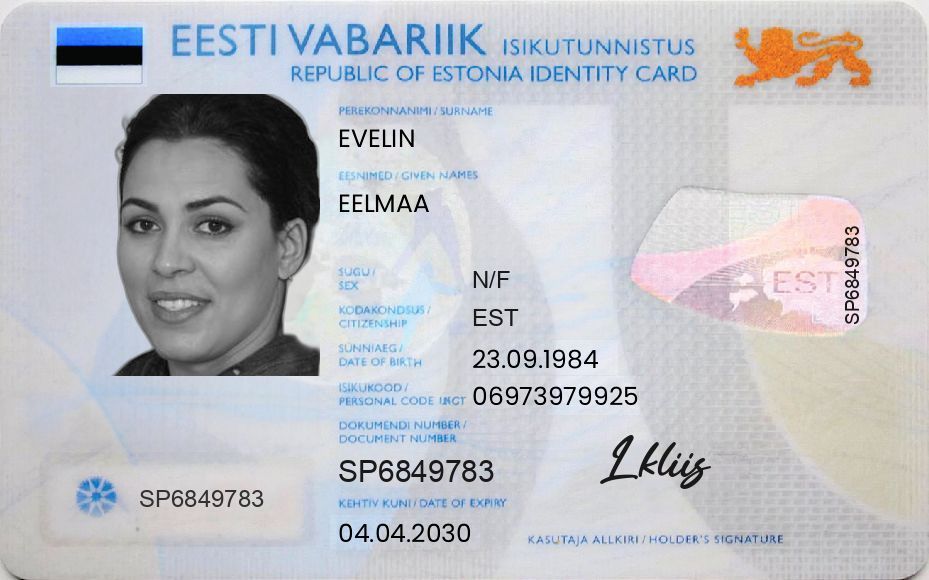 EESTI VABARIIK ISIKUTUNNISTUS
REPUBLIC OF ESTONIA IDENTITY CARD
PEREKONNANIMI / SURNAME
EVELIN
EESNIMED / GIVEN NAMES
EELMAA
SUGU /
SEX
N/F
KODAKONDSUS /
CITIZENSHIP
EST
SÜNNIAEG /
DATE OF BIRTH
23.09.1984
ISIKUKOOD /
PERSONAL CODE
06973979925
DOKUMENDI NUMBER /
DOCUMENT NUMBER
SP6849783
KEHTIV KUNI / DATE OF EXPIRY
04.04.2030
SP6849783
EST
SP6849783
KASUTAJA ALLKIRI / HOLDER'S SIGNATURE